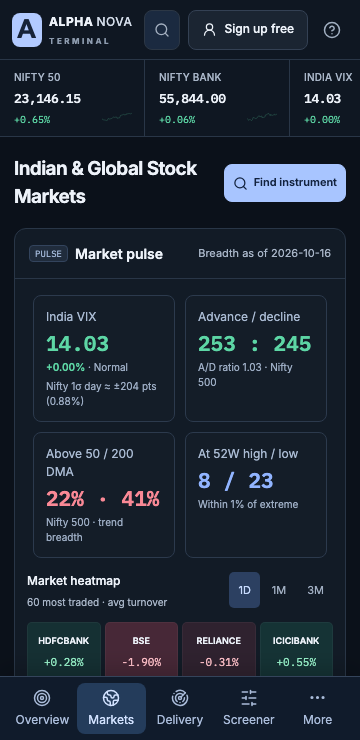 A ALPHA NOVA
TERMINAL
Sign up free
NIFTY 50
23,146.15
+0.65%
NIFTY BANK
55,844.00
+0.06%
INDIA VIX
14.03
+0.00%
Indian & Global Stock
Markets
Find instrument
PULSE Market pulse
Breadth as of 2026-10-16
India VIX
14.03
+0.00% · Normal
Nifty 1σ day ≈ ±204 pts
(0.88%)
Advance / decline
253 : 245
A/D ratio 1.03 · Nifty
500
Above 50 / 200
DMA
22% · 41%
Nifty 500 · trend
breadth
At 52W high / low
8 / 23
Within 1% of extreme
Market heatmap
60 most traded · avg turnover
1D 1M 3M
HDFCBANK
+0.28%
BSE
-1.90%
RELIANCE
-0.31%
ICICIBANK
+0.55%
Overview
Markets
Delivery
Screener
More